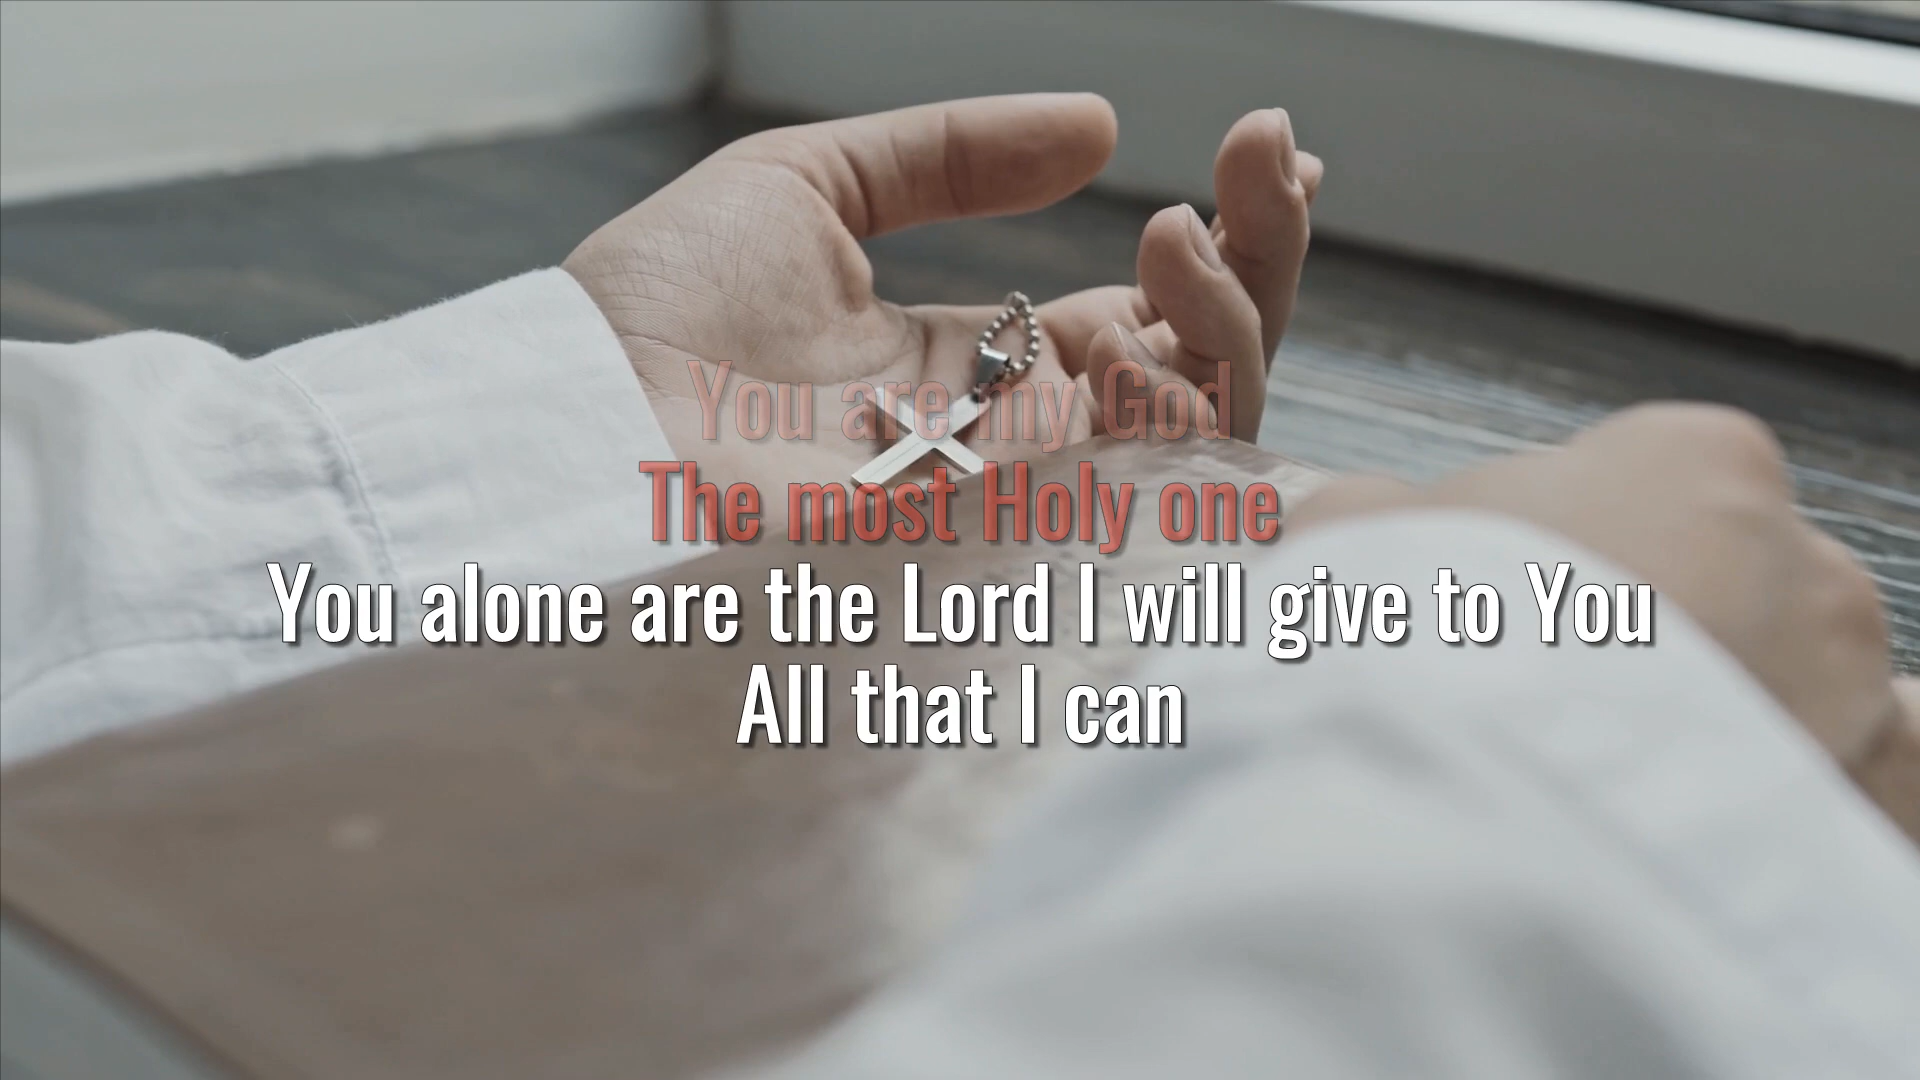 You are my God
The most Holy one
You alone are the Lord I will give to You
All that I can